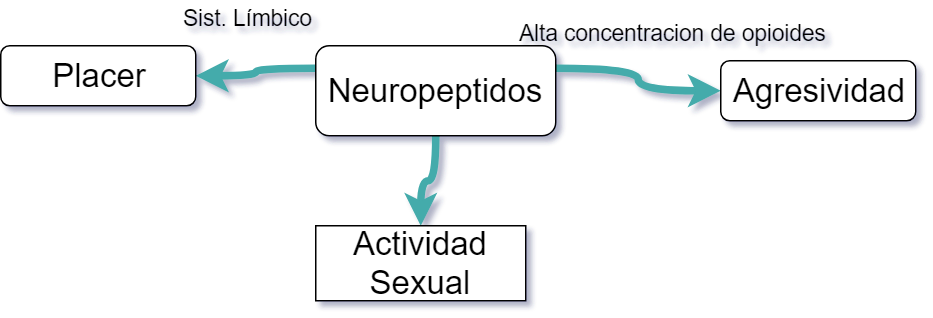 Sist. Límbico
Alta concentracion de opioides
Placer
Neuropeptidos
Agresividad
Actividad
Sexual